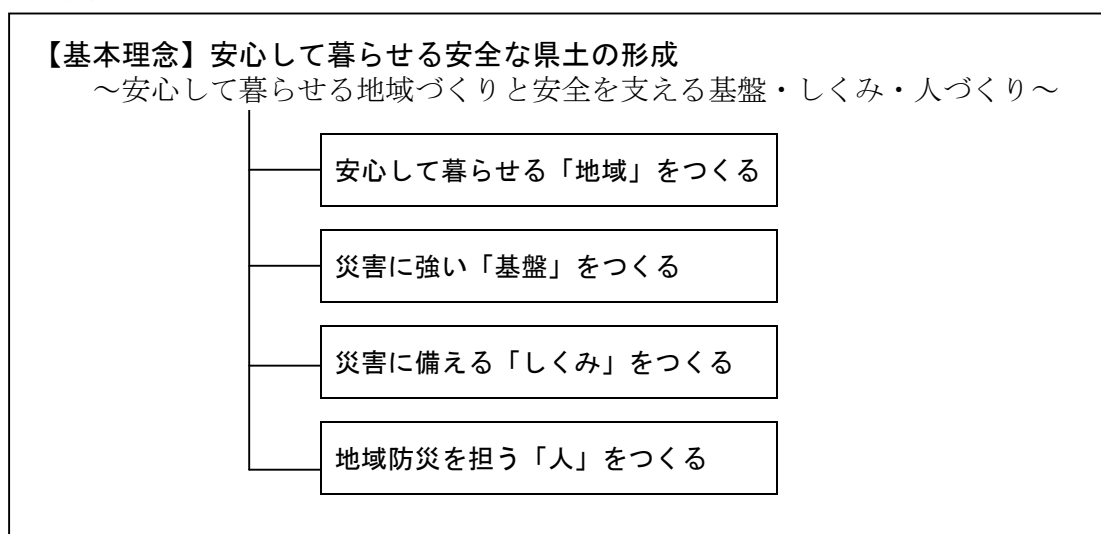 【基本理念】安心して暮らせる安全な県土の形成
～安心して暮らせる地域づくりと安全を支える基盤・しくみ・人づくり～
安心して暮らせる「地域」をつくる
災害に強い「基盤」をつくる
災害に備える「しくみ」をつくる
地域防災を担う「人」をつくる